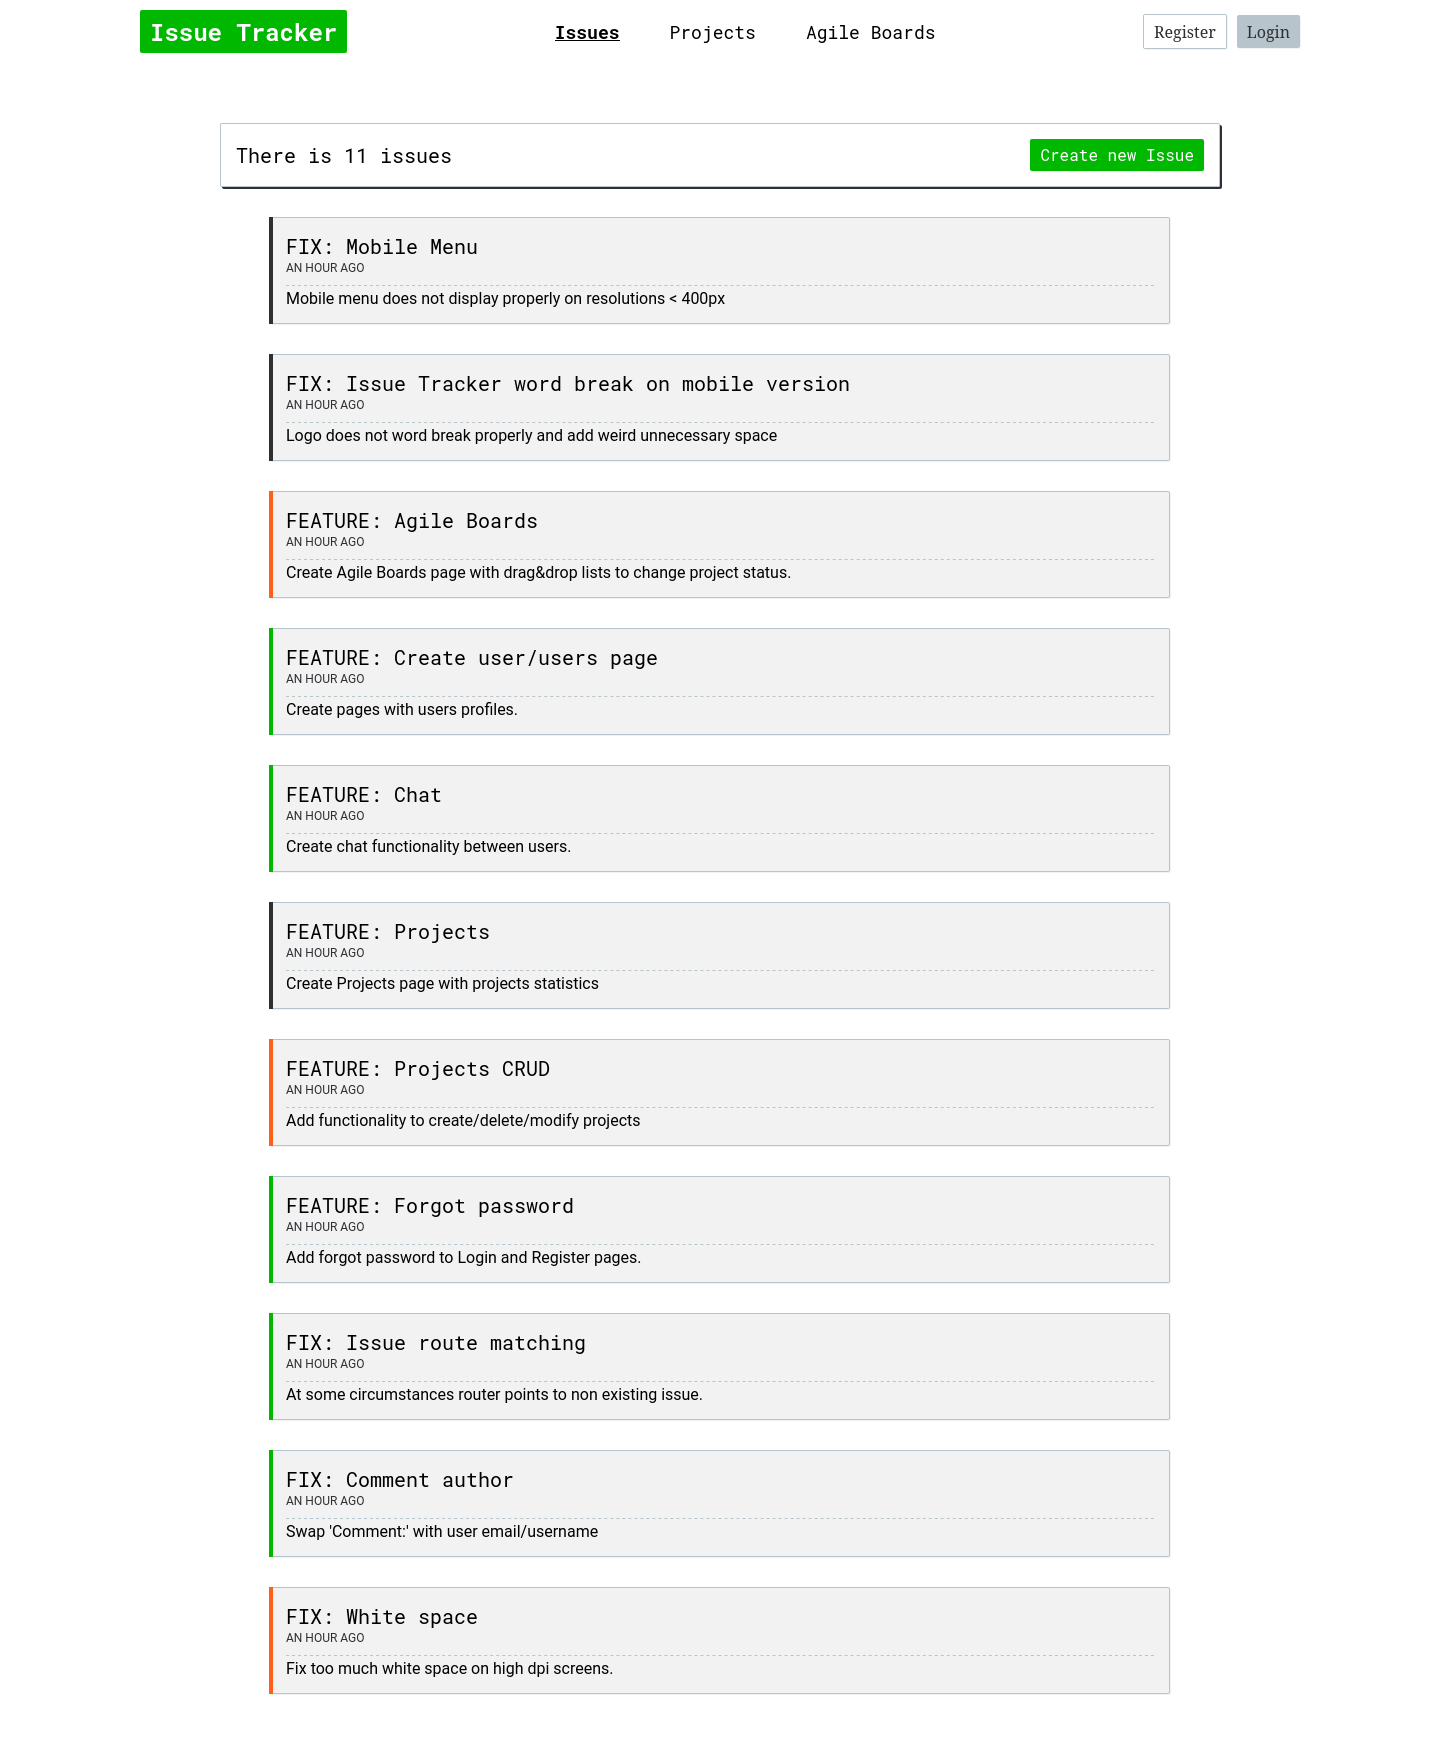 Issue Tracker
Issues
Projects
Agile Boards
Register
Login
There is 11 issues
Create new Issue
FIX: Mobile Menu
AN HOUR AGO
Mobile menu does not display properly on resolutions < 400px
FIX: Issue Tracker word break on mobile version
AN HOUR AGO
Logo does not word break properly and add weird unnecessary space
FEATURE: Agile Boards
AN HOUR AGO
Create Agile Boards page with drag&drop lists to change project status.
FEATURE: Create user/users page
AN HOUR AGO
Create pages with users profiles.
FEATURE: Chat
AN HOUR AGO
Create chat functionality between users.
FEATURE: Projects
AN HOUR AGO
Create Projects page with projects statistics
FEATURE: Projects CRUD
AN HOUR AGO
Add functionality to create/delete/modify projects
FEATURE: Forgot password
AN HOUR AGO
Add forgot password to Login and Register pages.
FIX: Issue route matching
AN HOUR AGO
At some circumstances router points to non existing issue.
FIX: Comment author
AN HOUR AGO
Swap 'Comment:' with user email/username
FIX: White space
AN HOUR AGO
Fix too much white space on high dpi screens.